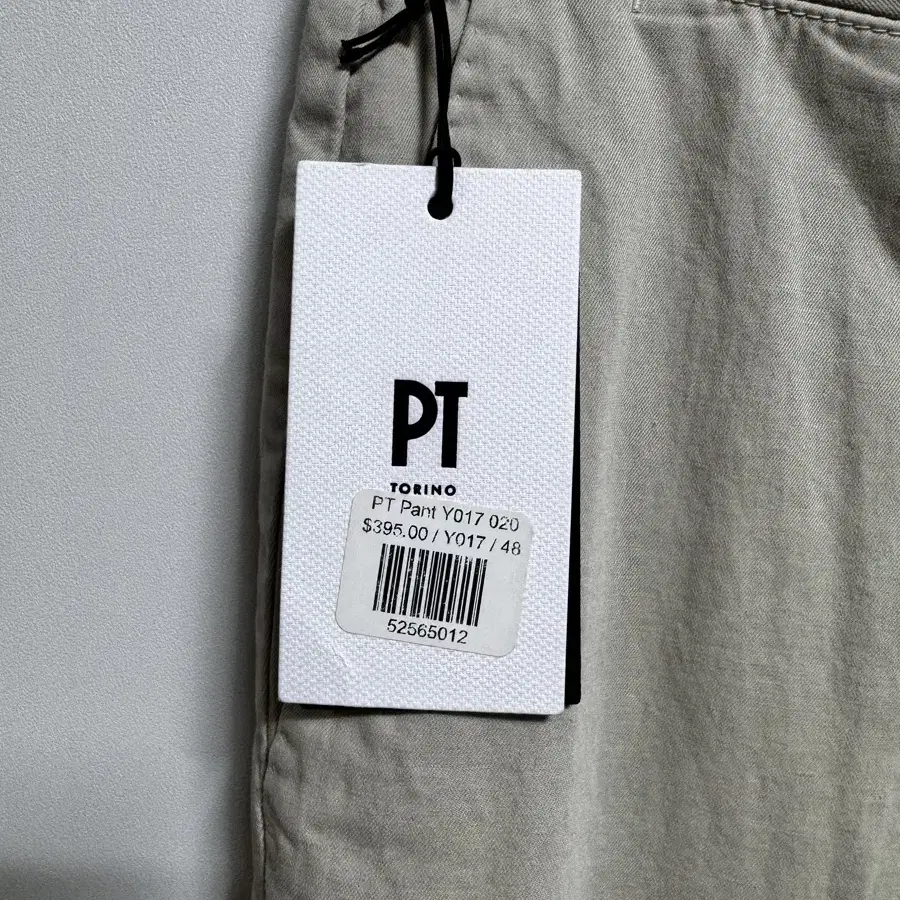 PT
TORINO
PT Pant Y017 020
$395.00 / Y017 / 48
52565012